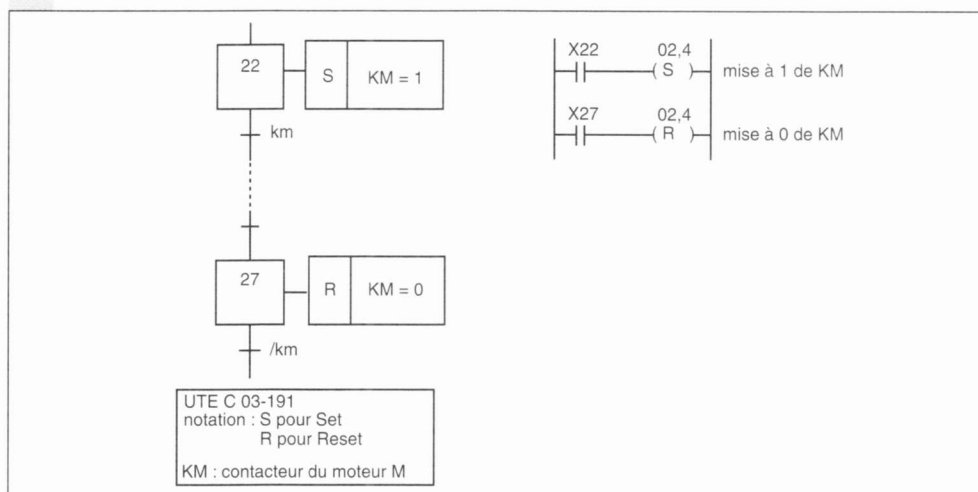 22
S
KM = 1
km
27
R
KM = 0
/km
UTE C 03-191
notation : S pour Set
R pour Reset
KM : contacteur du moteur M
X22 02,4
( S ) mise à 1 de KM
X27 02,4
( R ) mise à 0 de KM